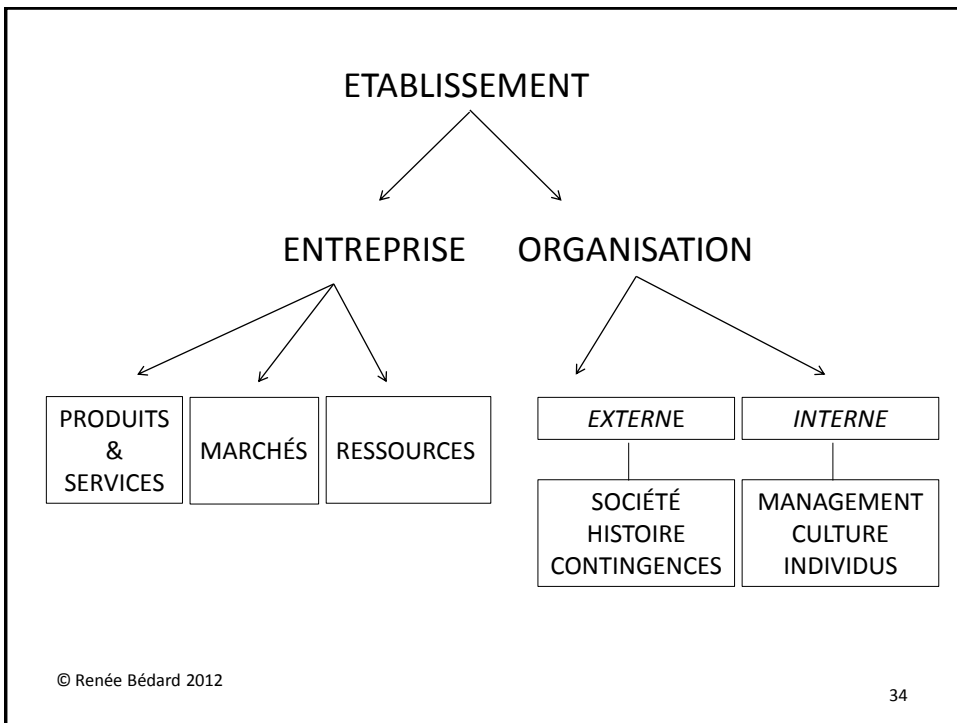 ETABLISSEMENT
ENTREPRISE
ORGANISATION
PRODUITS
&
SERVICES
MARCHÉS
RESSOURCES
EXTERNE
INTERNE
SOCIÉTÉ
HISTOIRE
CONTINGENCES
MANAGEMENT
CULTURE
INDIVIDUS
© Renée Bédard 2012
34